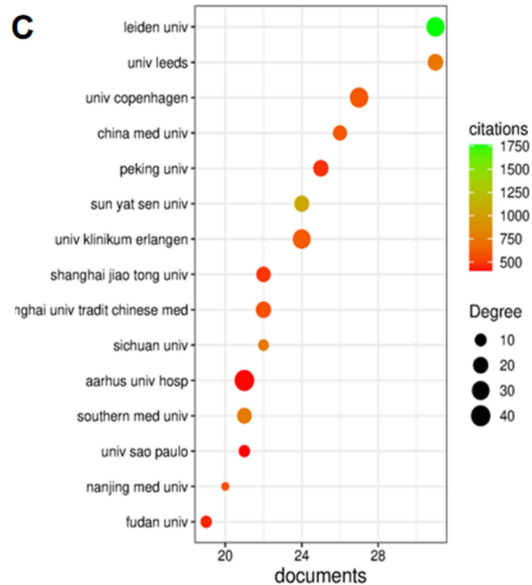 C
leiden univ
univ leeds
univ copenhagen
china med univ
peking univ
sun yat sen univ
univ klinikum erlangen
shanghai jiao tong univ
nghai univ tradit chinese med
sichuan univ
aarhus univ hosp
southern med univ
univ sao paulo
nanjing med univ
fudan univ
20 24 28
documents
citations
1750
1500
1250
1000
750
500
Degree
10
20
30
40